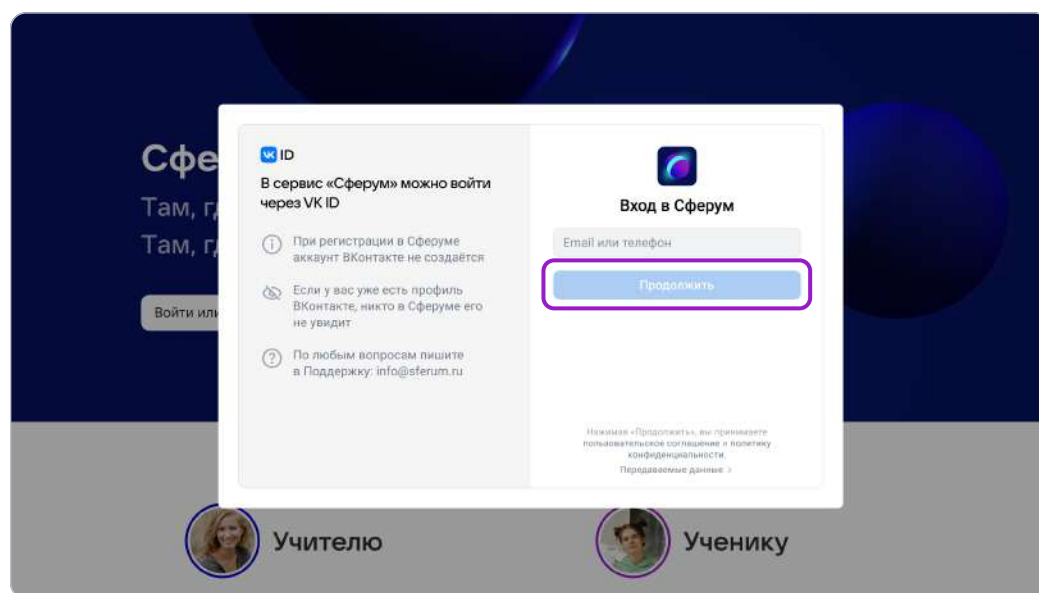 Сфе
Там, г
Там, г
Войти или
VK ID
В сервис «Сферум» можно войти
через VK ID
При регистрации в Сферуме
аккаунт ВКонтакте не создаётся
Если у вас уже есть профиль
ВКонтакте, никто в Сферуме его
не увидит
По любым вопросам пишите
в Поддержку: info@sferum.ru
Вход в Сферум
Email или телефон
Продолжить
Нажимая «Продолжить», вы принимаете
пользовательское соглашение и политику
конфиденциальности.
Передаваемые данные >
Учителю
Ученику